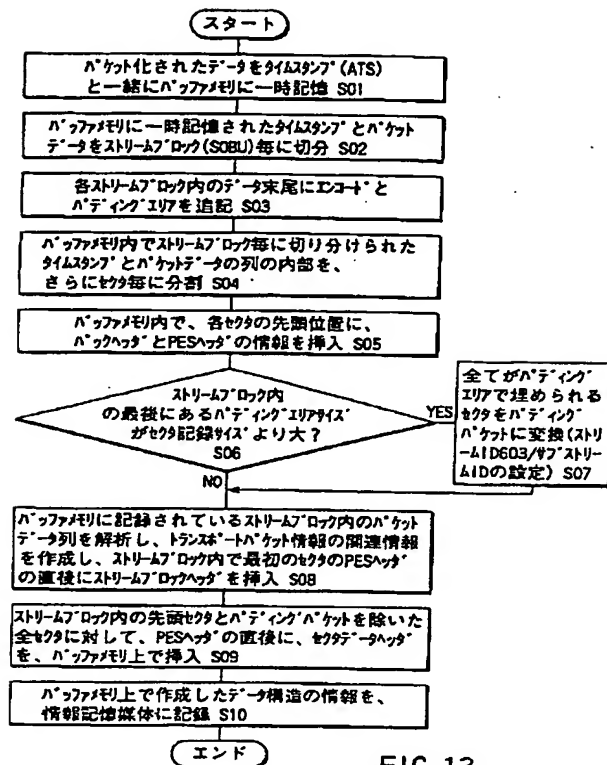 スタート
パケット化されたデータをタイムスタンプ(ATS)
と一緒にバッファメモリに一時記憶 S01
バッファメモリに一時記憶されたタイムスタンプとパケット
データをストリームブロック(SOBU)毎に切分 S02
各ストリームブロック内のデータ末尾にエンコードと
パディングエリアを追記 S03
バッファメモリ内でストリームブロック毎に切り分けられた
タイムスタンプとパケットデータの列の内部を、
さらにセクタ毎に分割 S04
バッファメモリ内で、各セクタの先頭位置に、
パックヘッダとPESヘッダの情報を挿入 S05
ストリームブロック内
の最後にあるパディングエリアサイズ
がセクタ記録サイズより大?
S06
YES
全てがパディング
エリアで埋められる
セクタをパディング
パケットに変換(ストリ
ームID603/サブストリー
ムIDの設定) S07
NO
バッファメモリに記録されているストリームブロック内のパケット
データ列を解析し、トランスポートパケット情報の関連情報
を作成し、ストリームブロック内で最初のセクタのPESヘッダ
の直後にストリームブロックヘッダを挿入 S08
ストリームブロック内の先頭セクタとパディングパケットを除いた
全セクタに対して、PESヘッダの直後に、セクタデータヘッダ
を、バッファメモリ上で挿入 S09
バッファメモリ上で作成したデータ構造の情報を、
情報記憶媒体に記録 S10
エンド